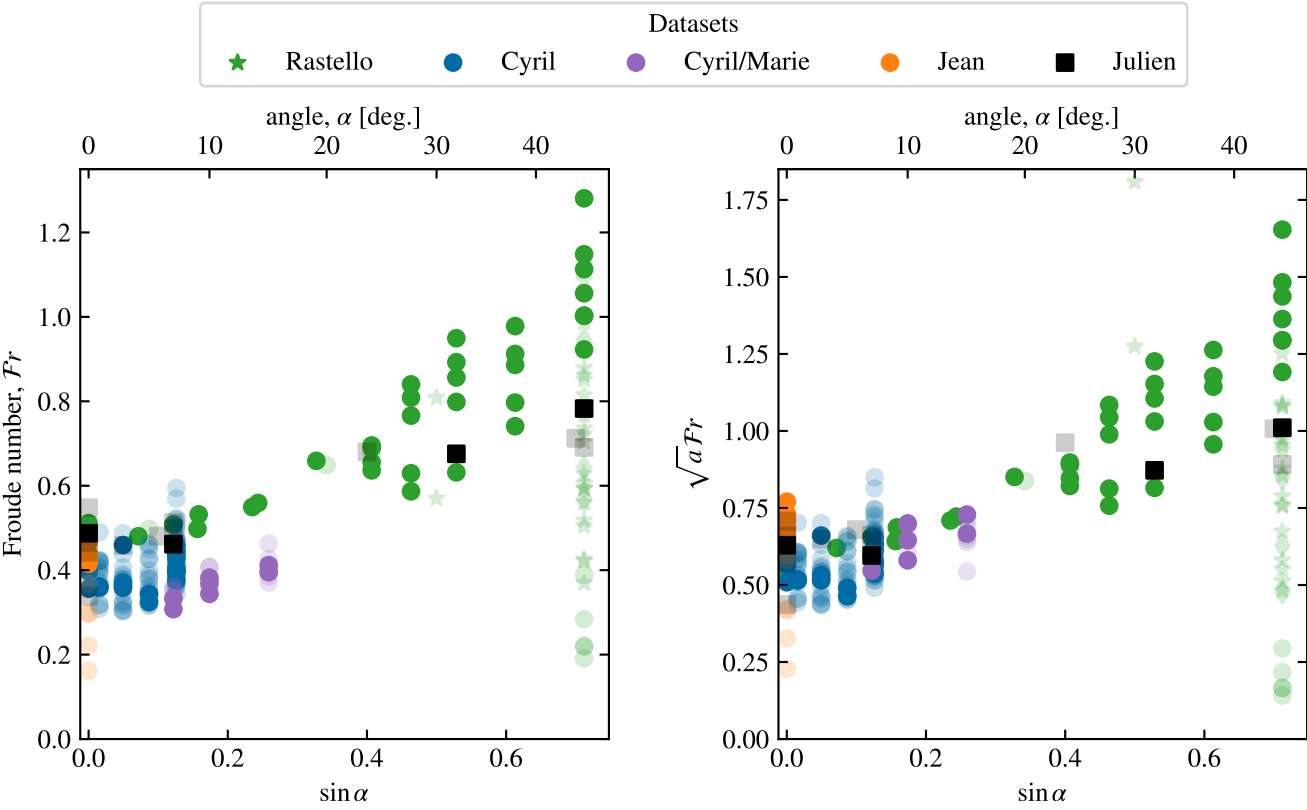 Datasets
Rastello Cyril Cyril/Marie Jean Julien
angle, α [deg.]
0 10 20 30 40
Froude number, ℱr
1.2
1.0
0.8
0.6
0.4
0.2
0.0
0.0 0.2 0.4 0.6
sin α
angle, α [deg.]
0 10 20 30 40
√a ℱr
1.75
1.50
1.25
1.00
0.75
0.50
0.25
0.00
0.0 0.2 0.4 0.6
sin α